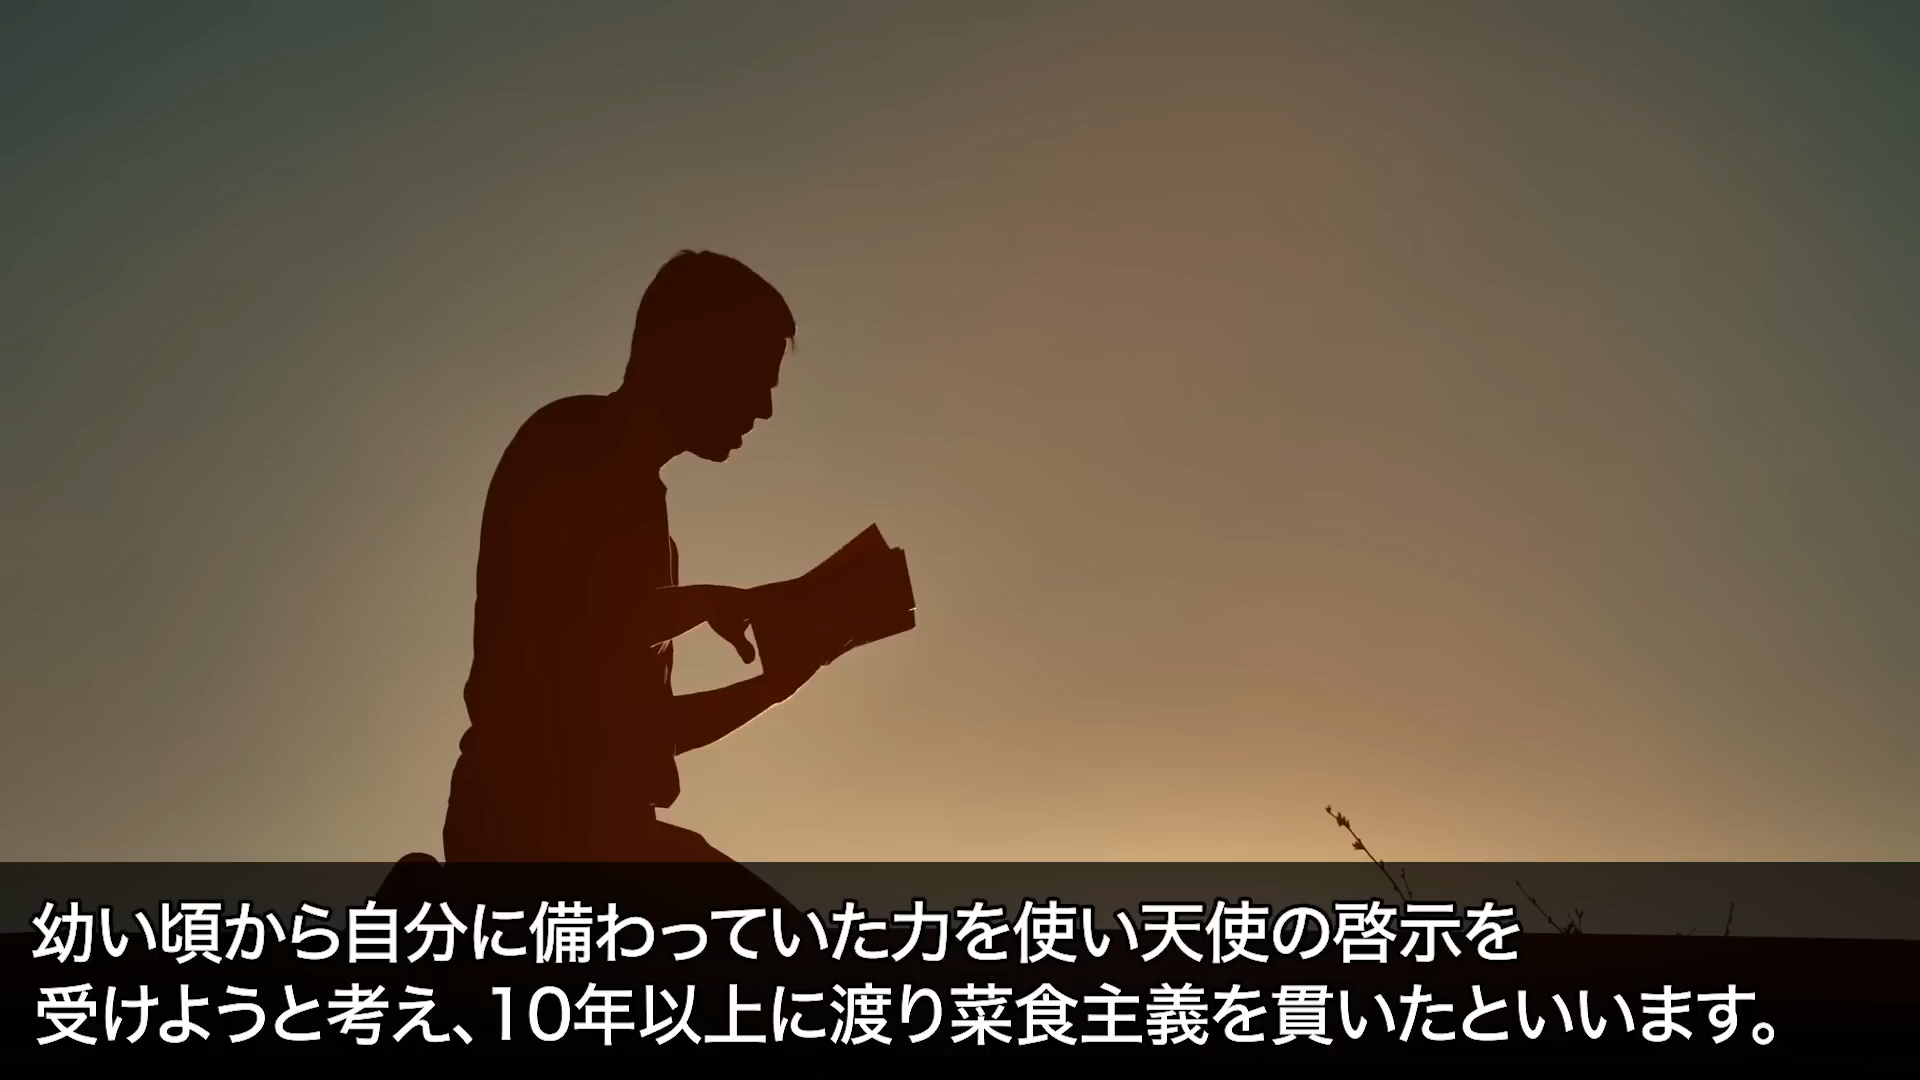 幼い頃から自分に備わっていた力を使い天使の啓示を
受けようと考え、10年以上に渡り菜食主義を貫いたといいます。